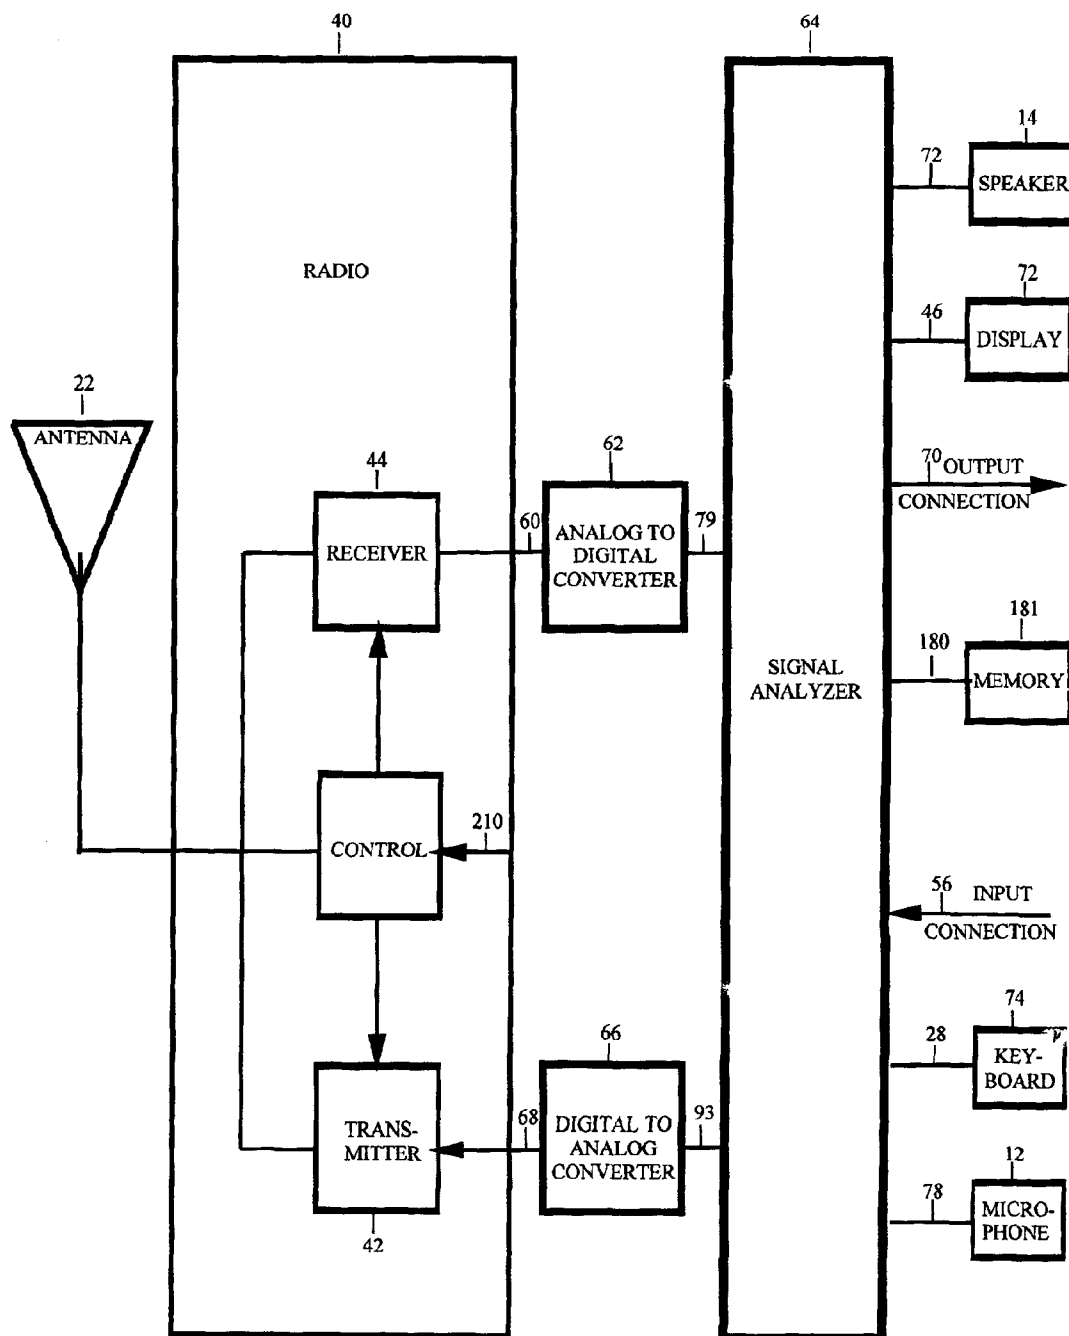 40
64
14
72
SPEAKER
RADIO
72
46
DISPLAY
22
ANTENNA
44
62
70 OUTPUT
CONNECTION
RECEIVER
60
ANALOG TO
DIGITAL
CONVERTER
79
181
180
MEMORY
SIGNAL
ANALYZER
210
CONTROL
56 INPUT
CONNECTION
74
28
KEY-
BOARD
66
TRANS-
MITTER
68
DIGITAL TO
ANALOG
CONVERTER
93
12
78
MICRO-
PHONE
42